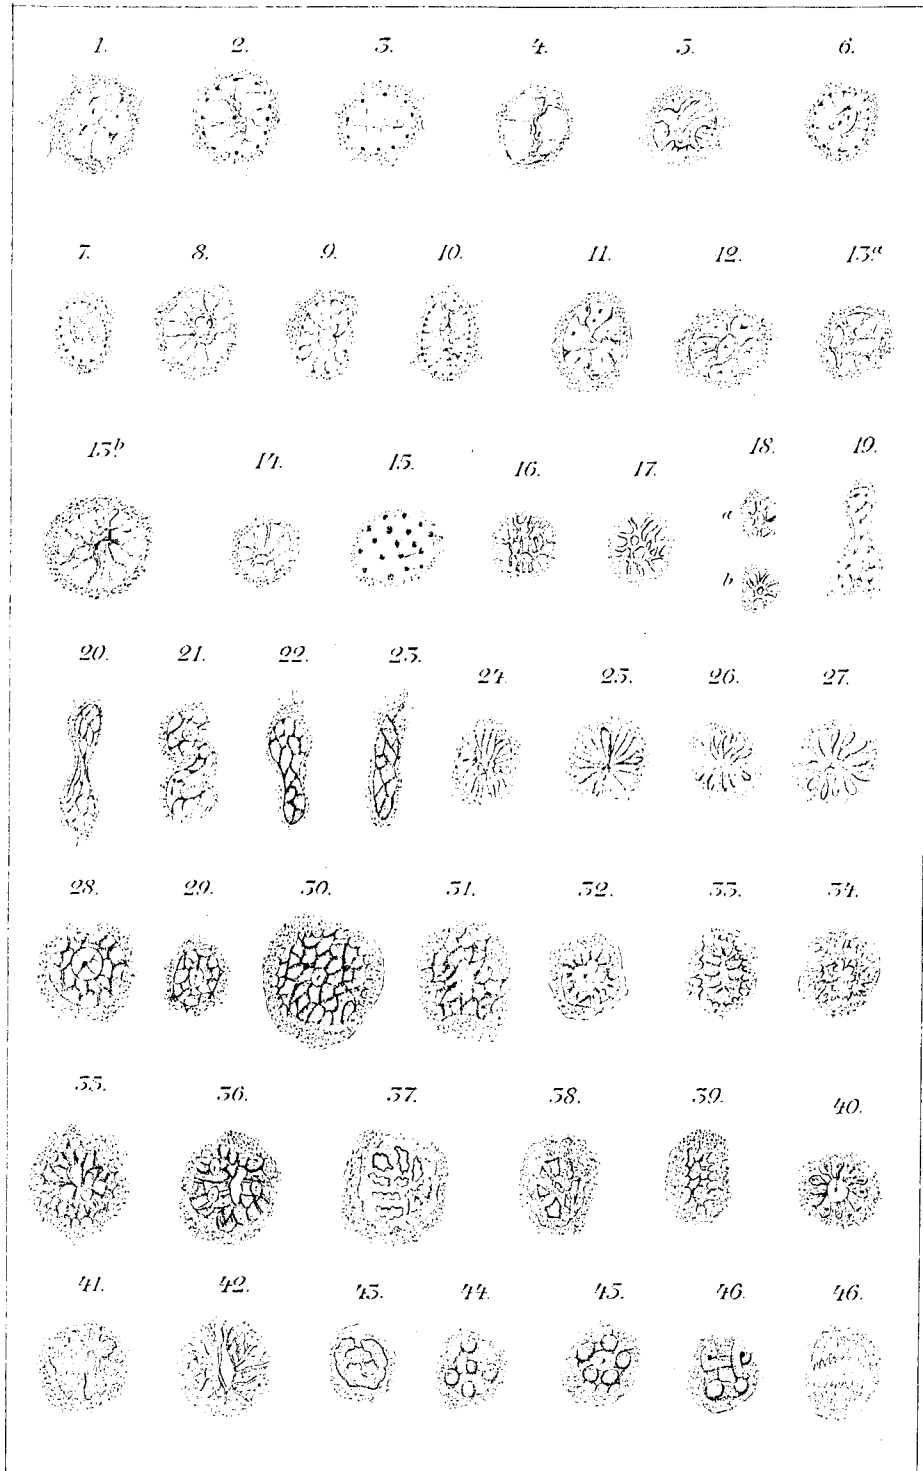 1. 2. 3. 4. 5. 6.
7. 8. 9. 10. 11. 12. 13a
13b 14. 15. 16. 17. 18. 19.
a
b
20. 21. 22. 23. 24. 25. 26. 27.
28. 29. 30. 31. 32. 33. 34.
35. 36. 37. 38. 39. 40.
41. 42. 43. 44. 45. 46. 46.